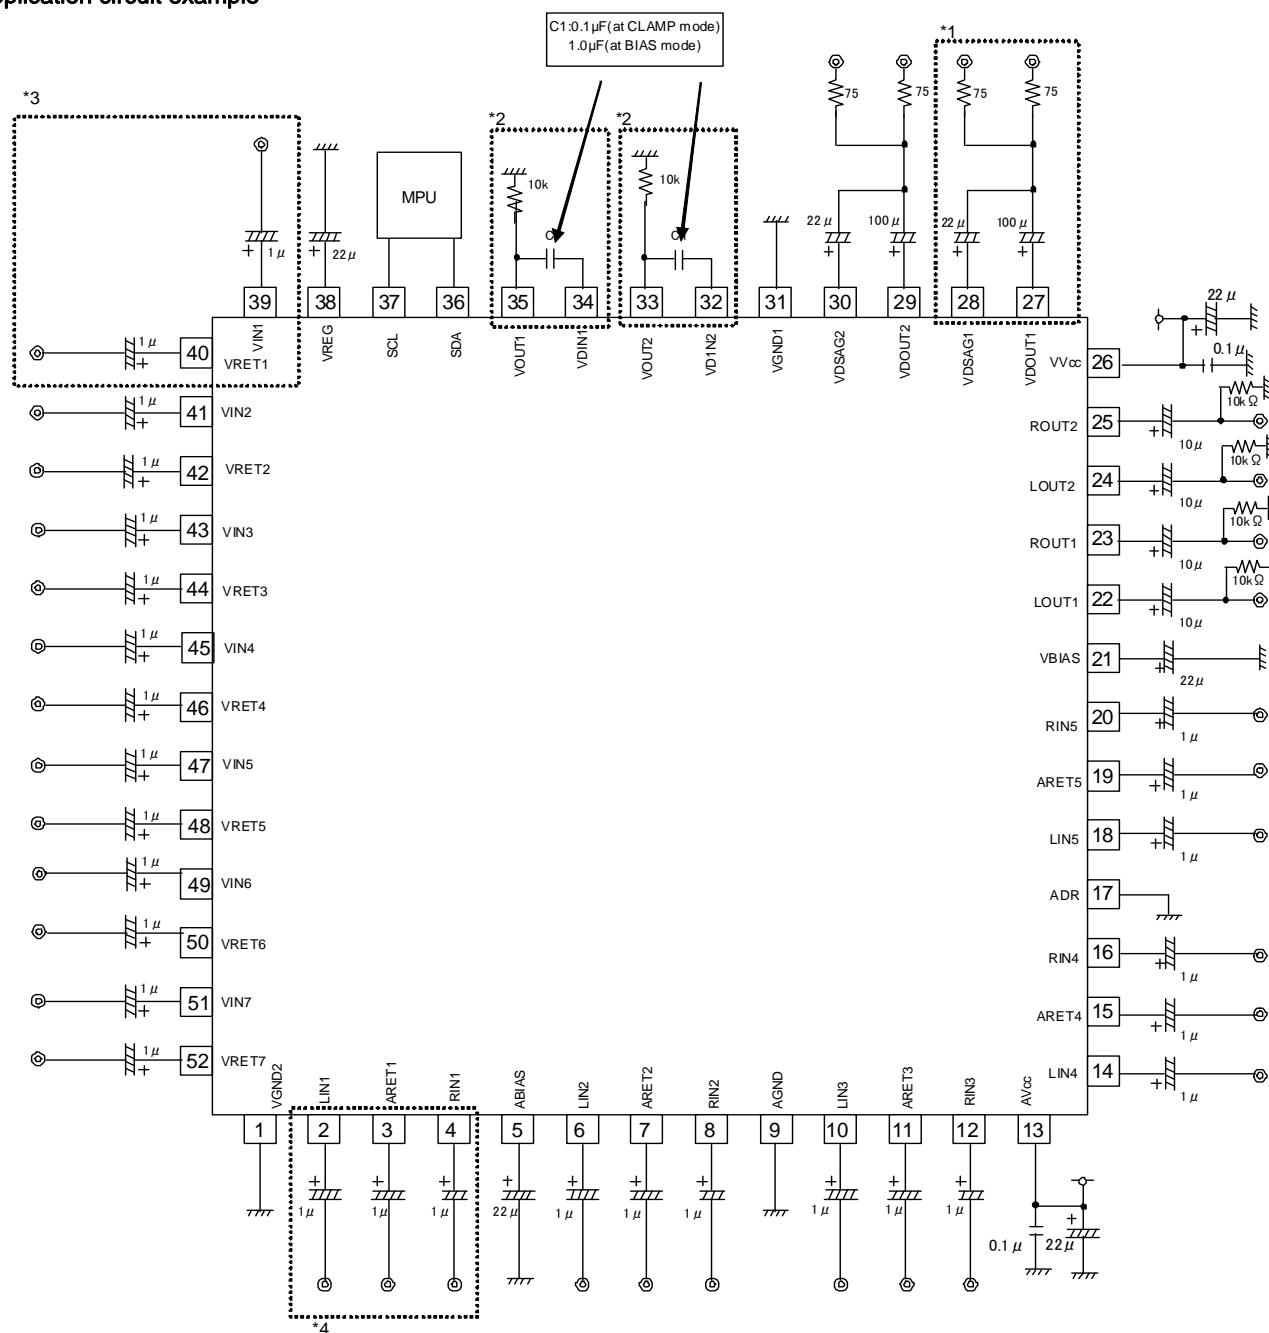 plication circuit example
C1:0.1μF(at CLAMP mode)
1.0μF(at BIAS mode)
*1
*2
*2
*3
75
75
75
75
10k
10k
MPU
C
C
22μ
100μ
22μ
100μ
1μ
22μ
39
38
37
36
35
34
33
32
31
30
29
28
27
VIN1
VREG
SCL
SDA
VOUT1
VDIN1
VOUT2
VD1N2
VGND1
VDSAG2
VDOUT2
VDSAG1
VDOUT1
1μ
40
VRET1
1μ
41
VIN2
1μ
42
VRET2
1μ
43
VIN3
1μ
44
VRET3
1μ
45
VIN4
1μ
46
VRET4
1μ
47
VIN5
1μ
48
VRET5
1μ
49
VIN6
1μ
50
VRET6
1μ
51
VIN7
1μ
52
VRET7
22μ
0.1μ
VVcc
26
10kΩ
ROUT2
25
10μ
10kΩ
LOUT2
24
10μ
10kΩ
ROUT1
23
10μ
10kΩ
LOUT1
22
10μ
VBIAS
21
22μ
RIN5
20
1μ
ARET5
19
1μ
LIN5
18
1μ
ADR
17
RIN4
16
1μ
ARET4
15
1μ
LIN4
14
1μ
VGND2
LIN1
ARET1
RIN1
ABIAS
LIN2
ARET2
RIN2
AGND
LIN3
ARET3
RIN3
AVcc
1
2
3
4
5
6
7
8
9
10
11
12
13
1μ
1μ
1μ
22μ
1μ
1μ
1μ
1μ
1μ
1μ
0.1μ
22μ
*4